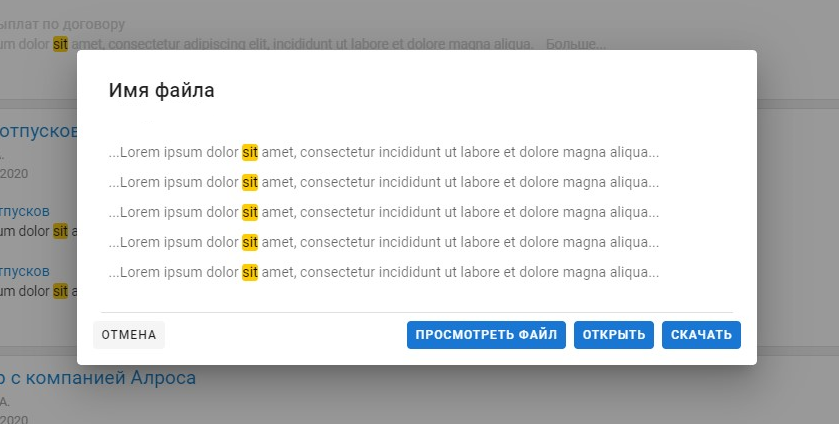 выплат по договору
dolor sit amet, consectetur adipiscing elit, incididunt ut labore et dolore magna aliqua. Больше...
Имя файла
...Lorem ipsum dolor sit amet, consectetur incididunt ut labore et dolore magna aliqua...
...Lorem ipsum dolor sit amet, consectetur incididunt ut labore et dolore magna aliqua...
...Lorem ipsum dolor sit amet, consectetur incididunt ut labore et dolore magna aliqua...
...Lorem ipsum dolor sit amet, consectetur incididunt ut labore et dolore magna aliqua...
...Lorem ipsum dolor sit amet, consectetur incididunt ut labore et dolore magna aliqua...
ОТМЕНА
ПРОСМОТРЕТЬ ФАЙЛ
ОТКРЫТЬ
СКАЧАТЬ
отпусков
2020
тпусков
um dolor sit a
тпусков
um dolor sit a
р с компанией Алроса
А.
2020